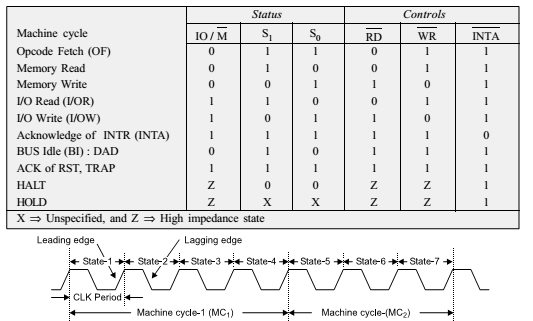 Status Controls
Machine cycle IO / M̅ S₁ S₀ R̅D̅ W̅R̅ I̅N̅T̅A̅
Opcode Fetch (OF) 0 1 1 0 1 1
Memory Read 0 1 0 0 1 1
Memory Write 0 0 1 1 0 1
I/O Read (I/OR) 1 1 0 0 1 1
I/O Write (I/OW) 1 0 1 1 0 1
Acknowledge of INTR (INTA) 1 1 1 1 1 0
BUS Idle (BI) : DAD 0 1 0 1 1 1
ACK of RST, TRAP 1 1 1 1 1 1
HALT Z 0 0 Z Z 1
HOLD Z X X Z Z 1
X ⇒ Unspecified, and Z ⇒ High impedance state
Leading edge Lagging edge
State-1 State-2 State-3 State-4 State-5 State-6 State-7
CLK Period
Machine cycle-1 (MC₁) Machine cycle-(MC₂)